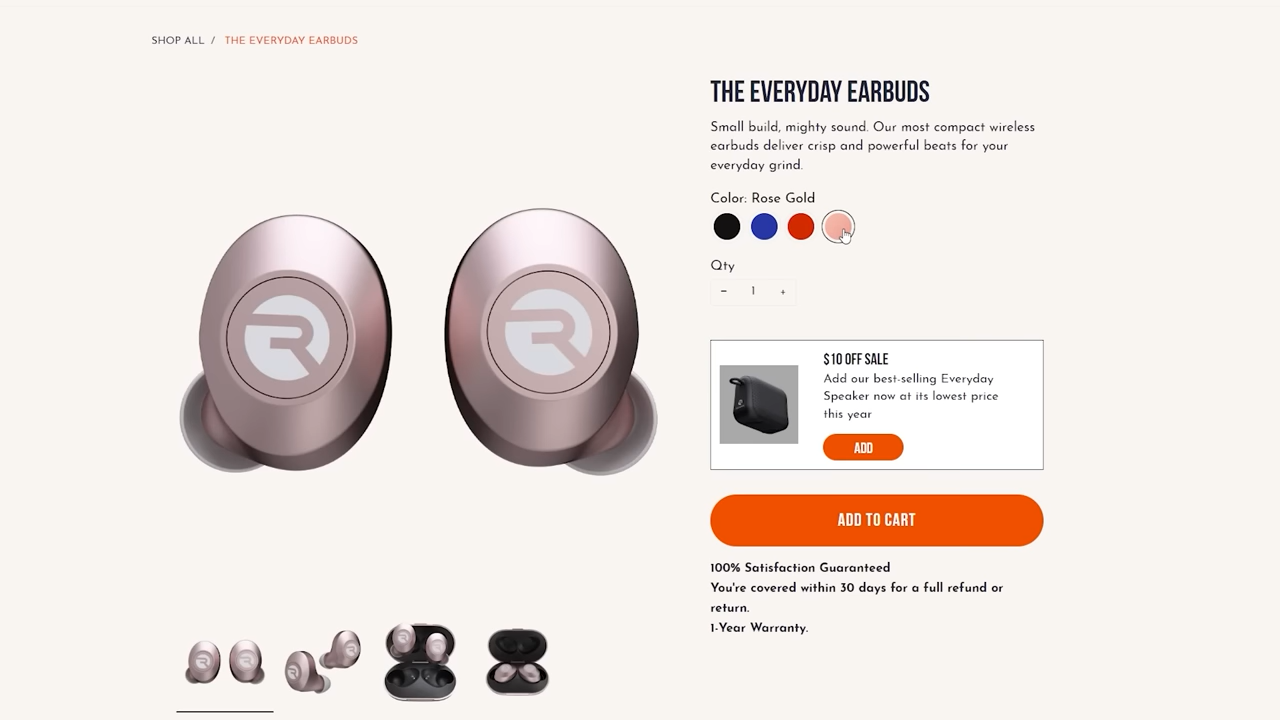 SHOP ALL / THE EVERYDAY EARBUDS
THE EVERYDAY EARBUDS
Small build, mighty sound. Our most compact wireless
earbuds deliver crisp and powerful beats for your
everyday grind.
Color: Rose Gold
Qty
- 1 +
$10 OFF SALE
Add our best-selling Everyday
Speaker now at its lowest price
this year
ADD
ADD TO CART
100% Satisfaction Guaranteed
You're covered within 30 days for a full refund or
return.
1-Year Warranty.